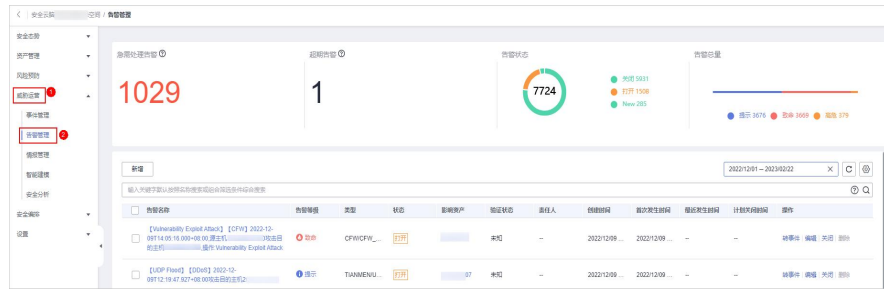 安全云脑 空间 / 告警管理
安全态势
资产管理
风险预防
威胁运营 1
事件管理
告警管理 2
情报管理
智能建模
安全分析
安全编排
设置
急需处理告警
1029
超期告警
1
告警状态
7724
关闭 5931
打开 1508
New 285
告警总量
提示 3676 致命 3669 高危 379
新增
2022/12/01 – 2023/02/22
输入关键字默认按照名称搜索或组合筛选条件综合搜索
告警名称 告警等级 类型 状态 影响资产 验证状态 责任人 创建时间 首次发生时间 最近发生时间 计划关闭时间 操作
【Vulnerability Exploit Attack】【CFW】2022-12-
09T14:05:16.000+08:00,源主机 攻击目
的主机 ,操作:Vulnerability Exploit Attack
致命 CFW/CFW_... 打开 未知 – 2022/12/09 ... 2022/12/09 ... – – 转事件 编辑 关闭 删除
【UDP Flood】【DDoS】2022-12-
09T12:19:47.927+08:00攻击目的主机2
提示 TIANMEN/U... 打开 07 未知 – 2022/12/09 ... 2022/12/09 ... – – 转事件 编辑 关闭 删除